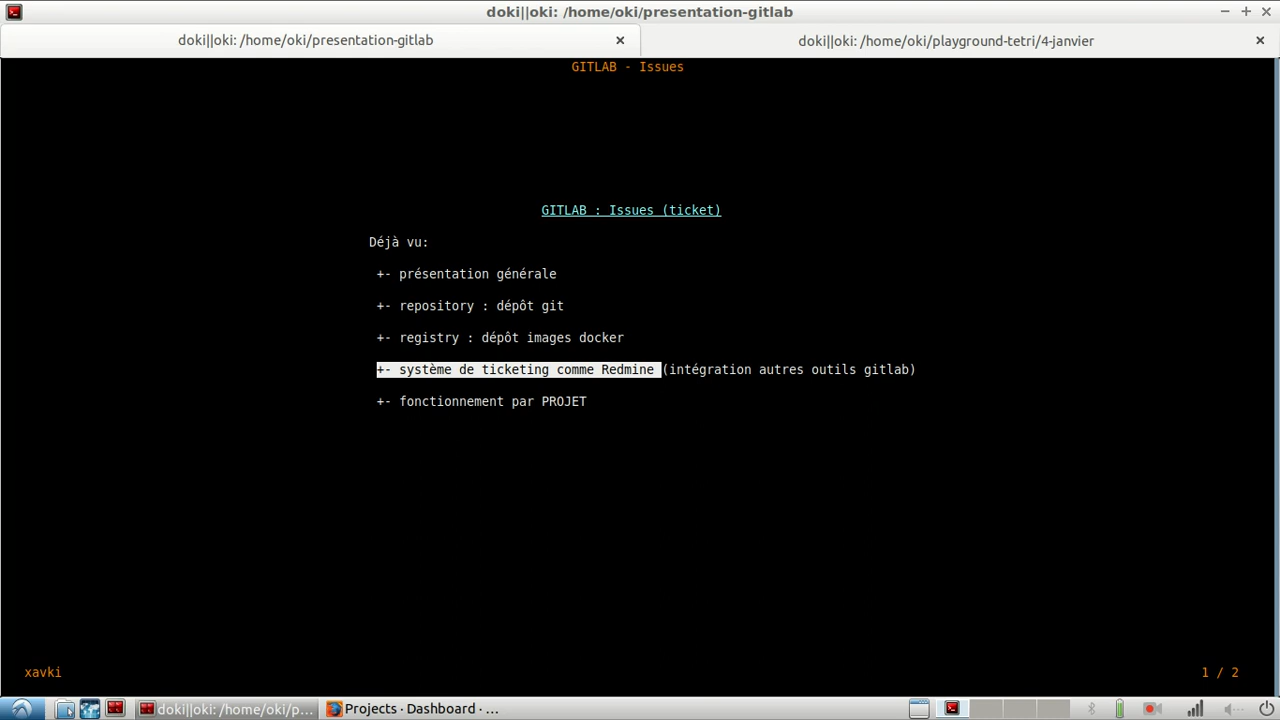 doki||oki: /home/oki/presentation-gitlab
doki||oki: /home/oki/presentation-gitlab
doki||oki: /home/oki/playground-tetri/4-janvier
GITLAB - Issues
GITLAB : Issues (ticket)
Déjà vu:
+- présentation générale
+- repository : dépôt git
+- registry : dépôt images docker
+- système de ticketing comme Redmine (intégration autres outils gitlab)
+- fonctionnement par PROJET
xavki
1 / 2
doki||oki: /home/oki/p...
Projects · Dashboard · ...